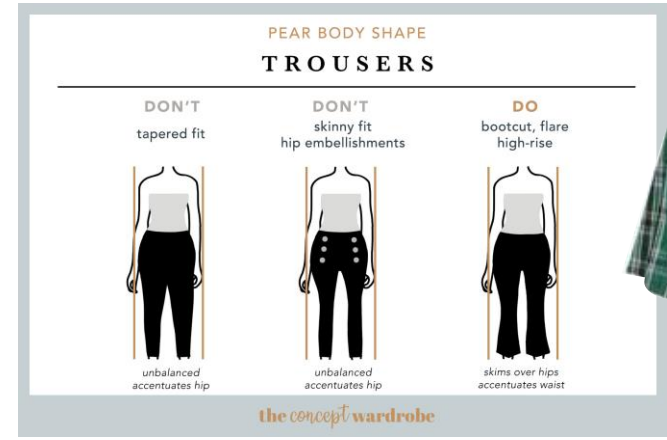 PEAR BODY SHAPE
TROUSERS
DON'T
tapered fit
unbalanced
accentuates hip
DON'T
skinny fit
hip embellishments
unbalanced
accentuates hip
DO
bootcut, flare
high-rise
skims over hips
accentuates waist
the concept wardrobe